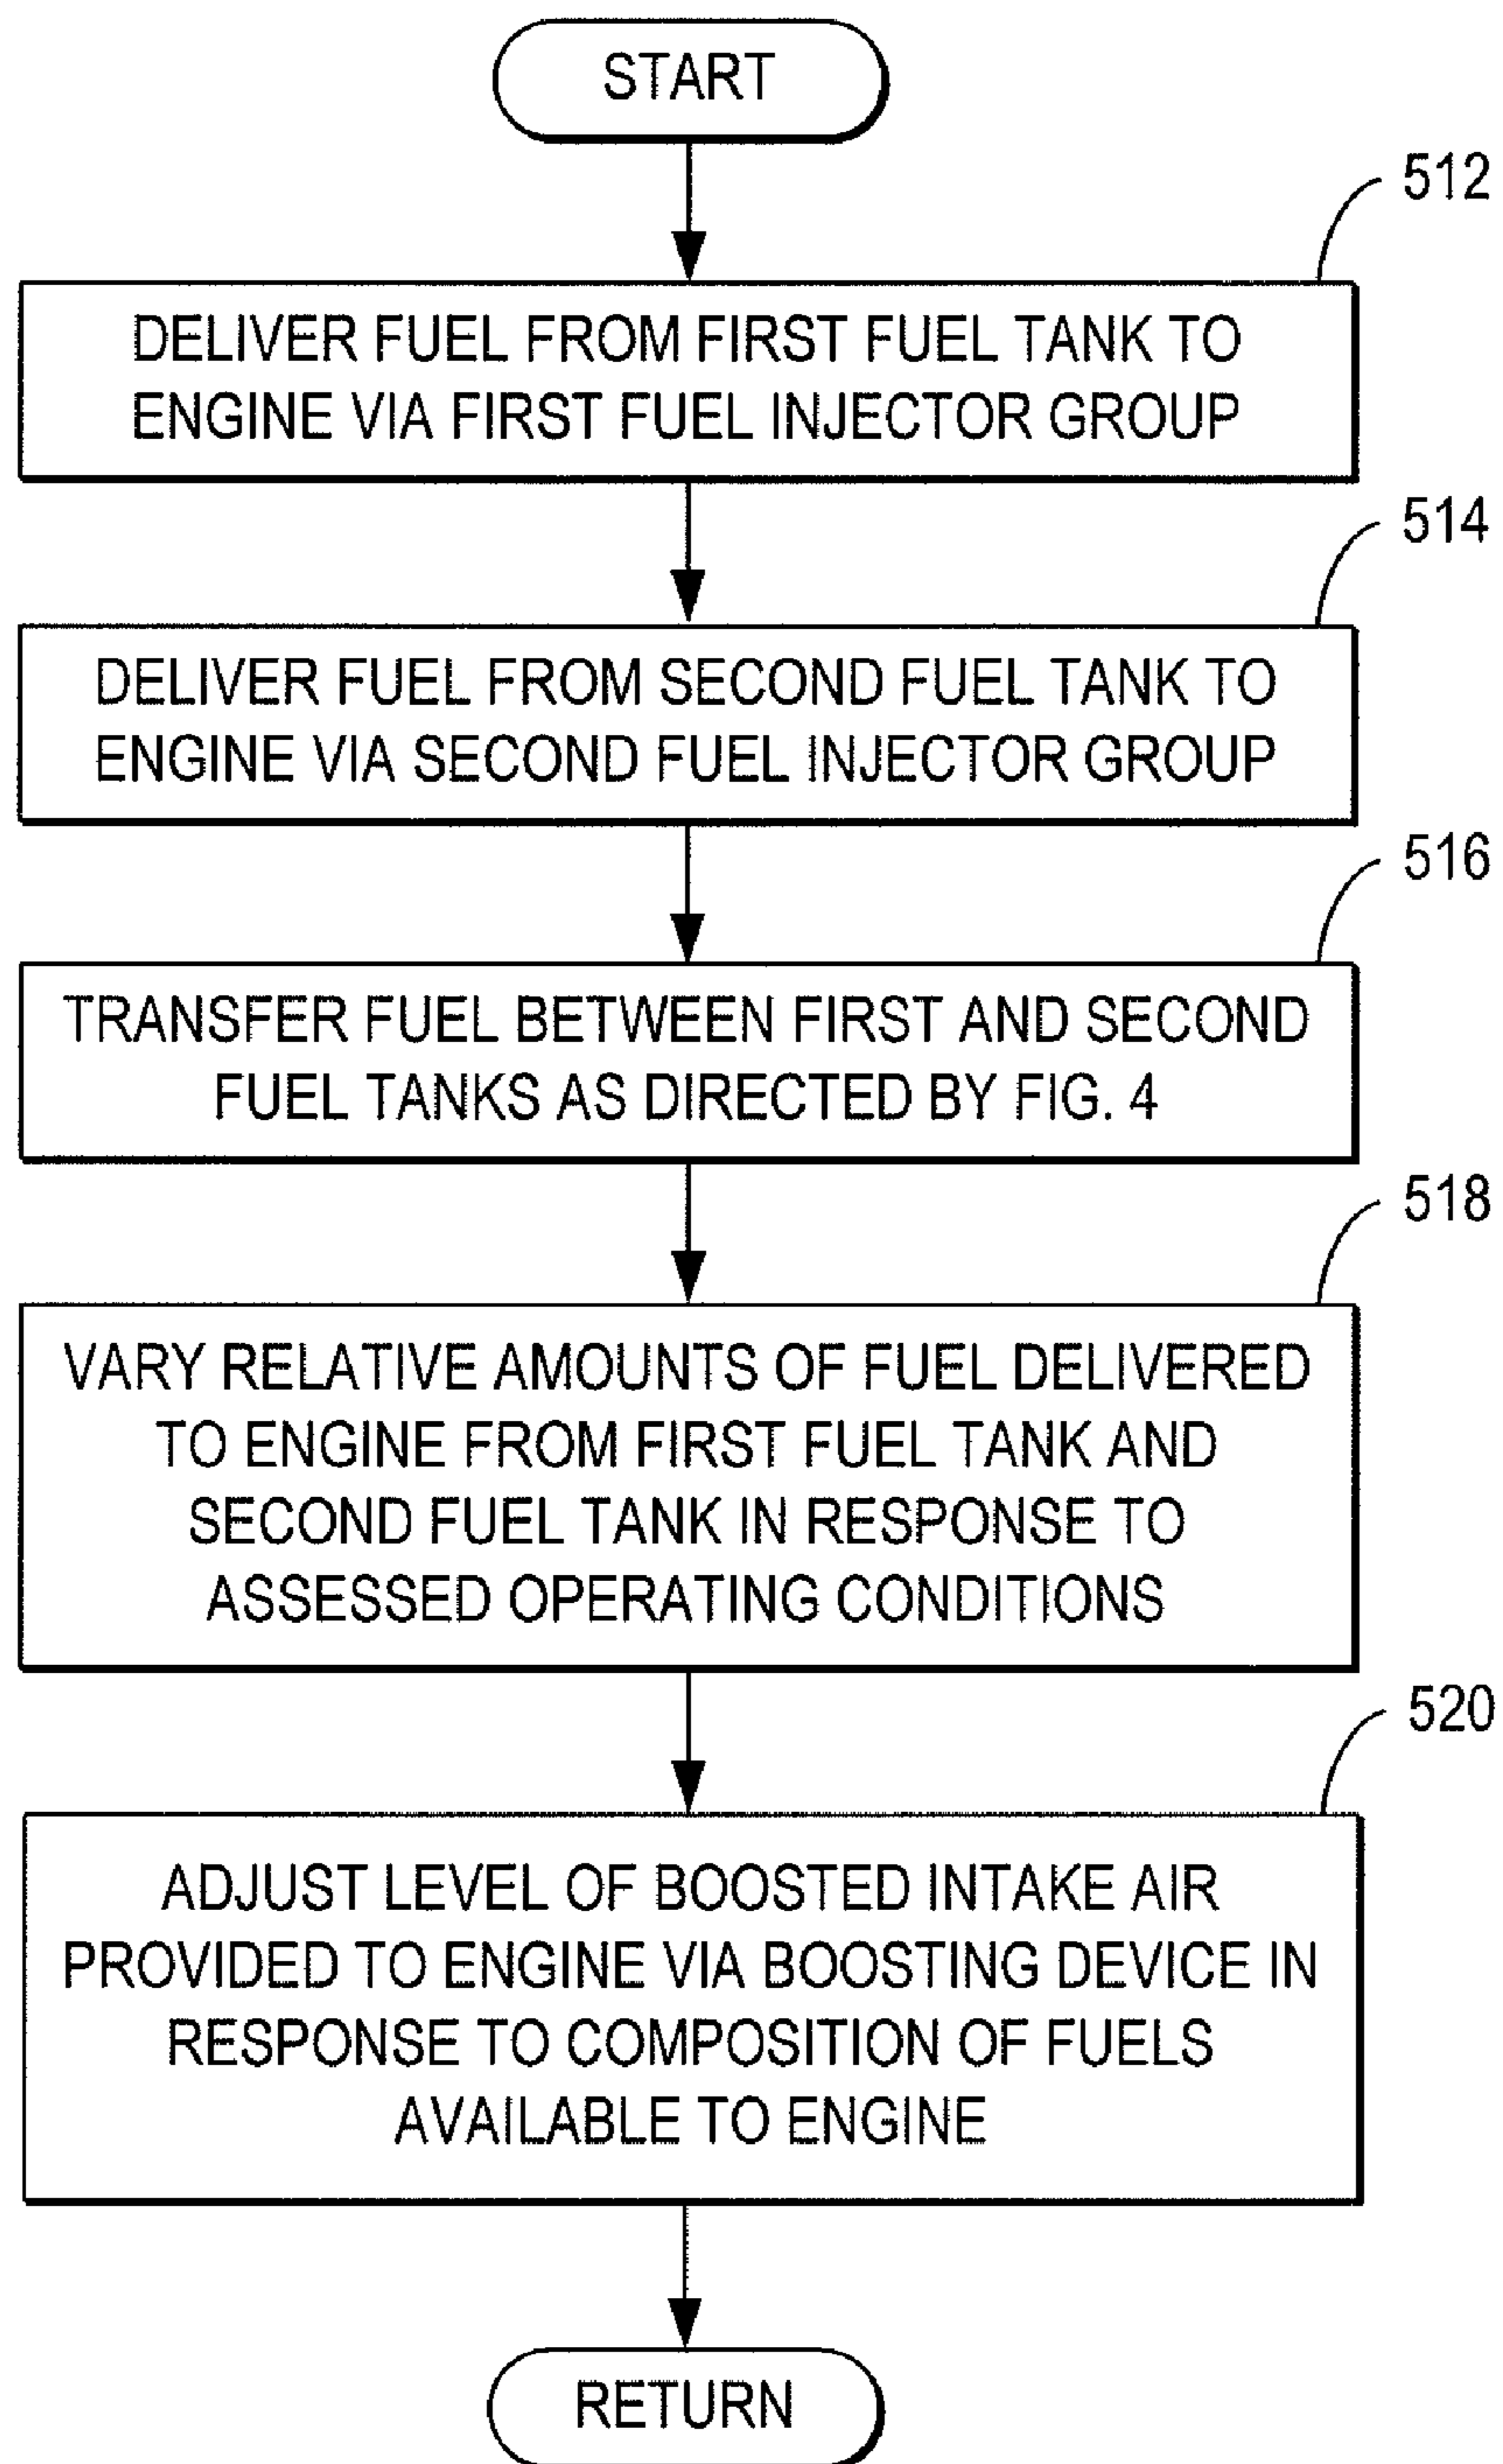 START
512
DELIVER FUEL FROM FIRST FUEL TANK TO
ENGINE VIA FIRST FUEL INJECTOR GROUP
514
DELIVER FUEL FROM SECOND FUEL TANK TO
ENGINE VIA SECOND FUEL INJECTOR GROUP
516
TRANSFER FUEL BETWEEN FIRST AND SECOND
FUEL TANKS AS DIRECTED BY FIG. 4
518
VARY RELATIVE AMOUNTS OF FUEL DELIVERED
TO ENGINE FROM FIRST FUEL TANK AND
SECOND FUEL TANK IN RESPONSE TO
ASSESSED OPERATING CONDITIONS
520
ADJUST LEVEL OF BOOSTED INTAKE AIR
PROVIDED TO ENGINE VIA BOOSTING DEVICE IN
RESPONSE TO COMPOSITION OF FUELS
AVAILABLE TO ENGINE
RETURN